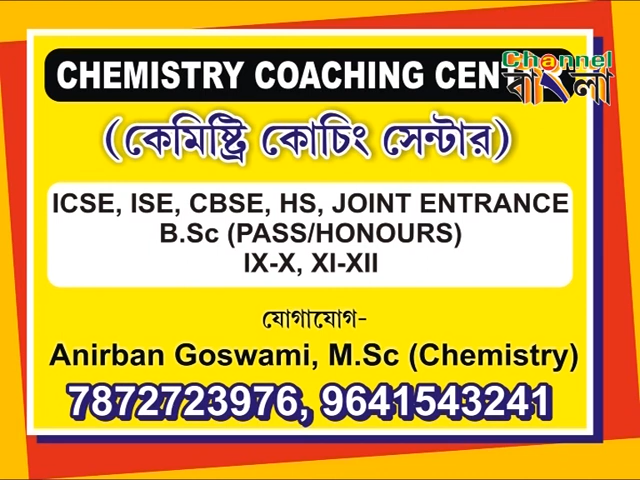 Channel
বাংলা
CHEMISTRY COACHING CEN
(কেমিষ্ট্রি কোচিং সেন্টার)
ICSE, ISE, CBSE, HS, JOINT ENTRANCE
B.Sc (PASS/HONOURS)
IX-X, XI-XII
যোগাযোগ-
Anirban Goswami, M.Sc (Chemistry)
7872723976, 9641543241